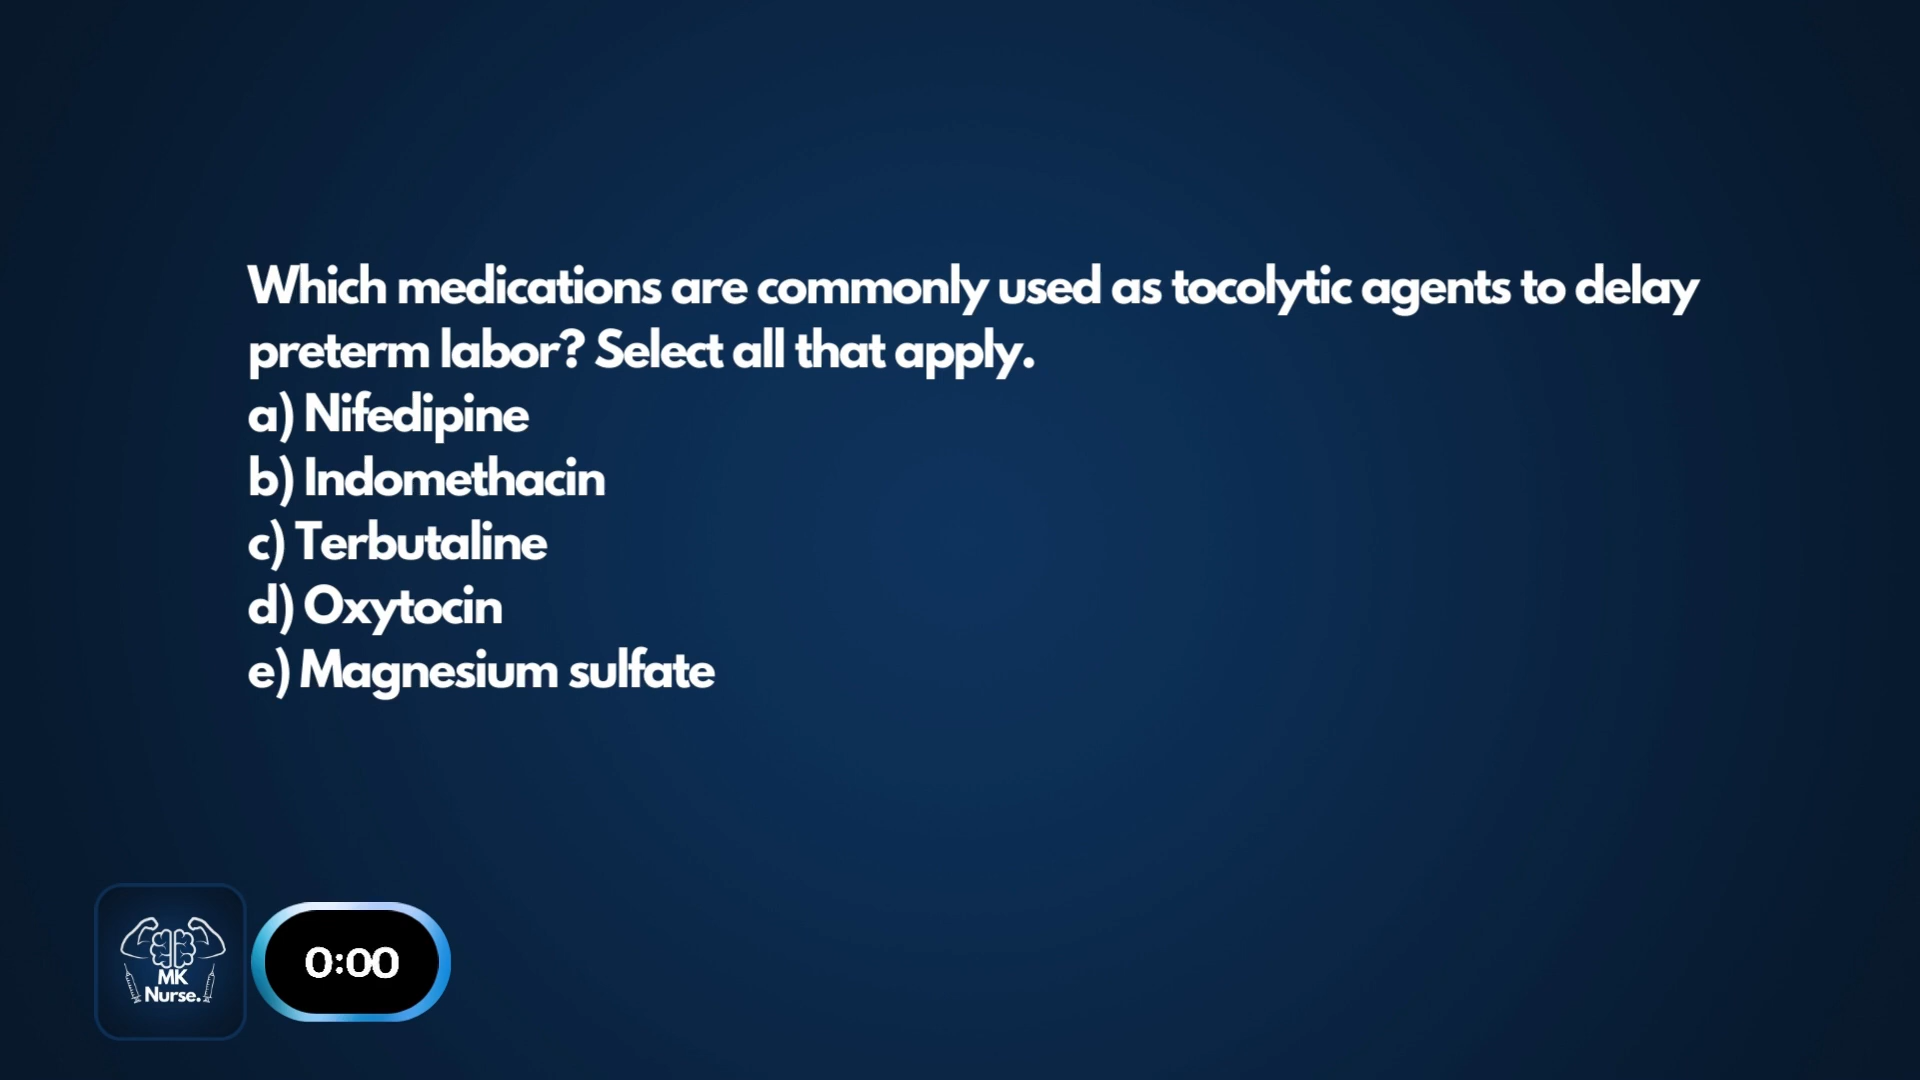 Which medications are commonly used as tocolytic agents to delay
preterm labor? Select all that apply.
a) Nifedipine
b) Indomethacin
c) Terbutaline
d) Oxytocin
e) Magnesium sulfate
MK
Nurse.
0:00